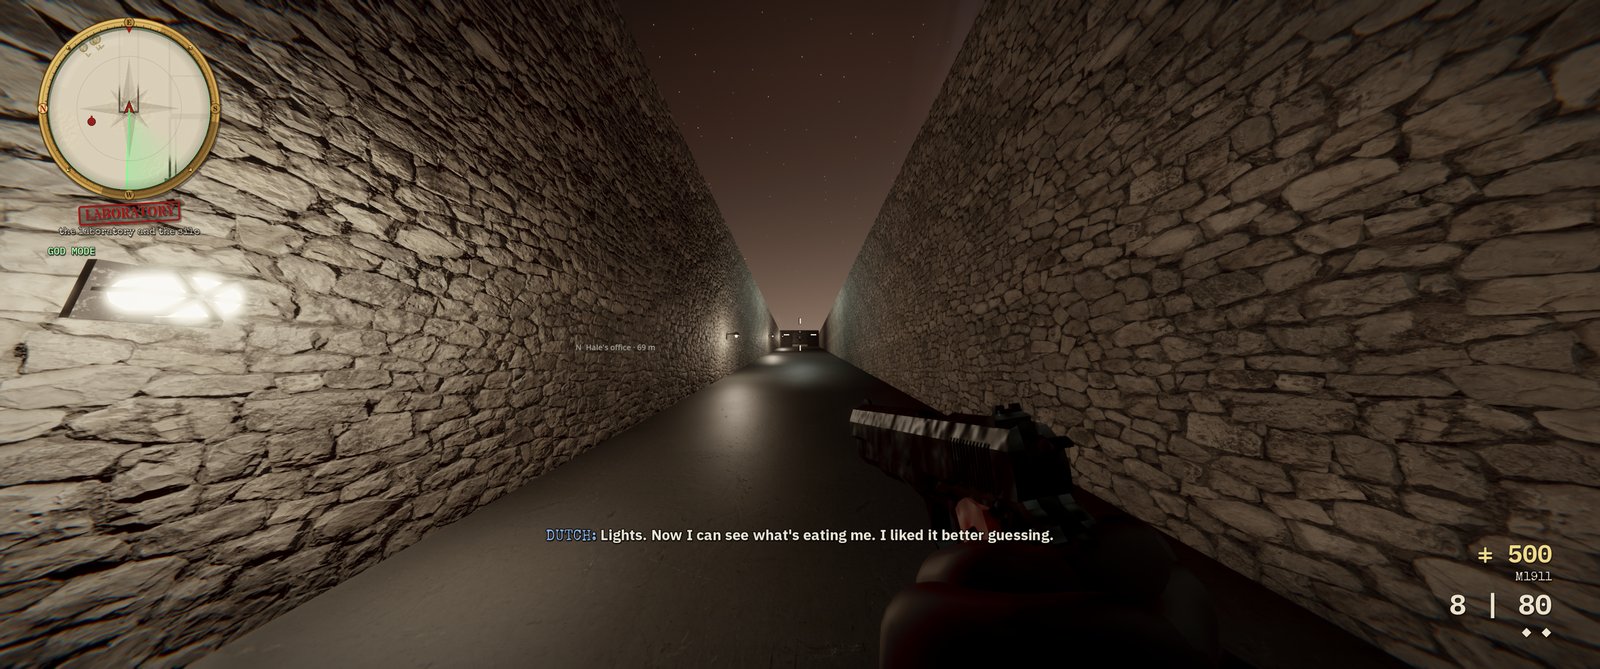 E
N
S
W
LABORATORY
the laboratory and the silo
GOD MODE
N Hale's office · 69 m
DUTCH: Lights. Now I can see what's eating me. I liked it better guessing.
500
M1911
8 | 80